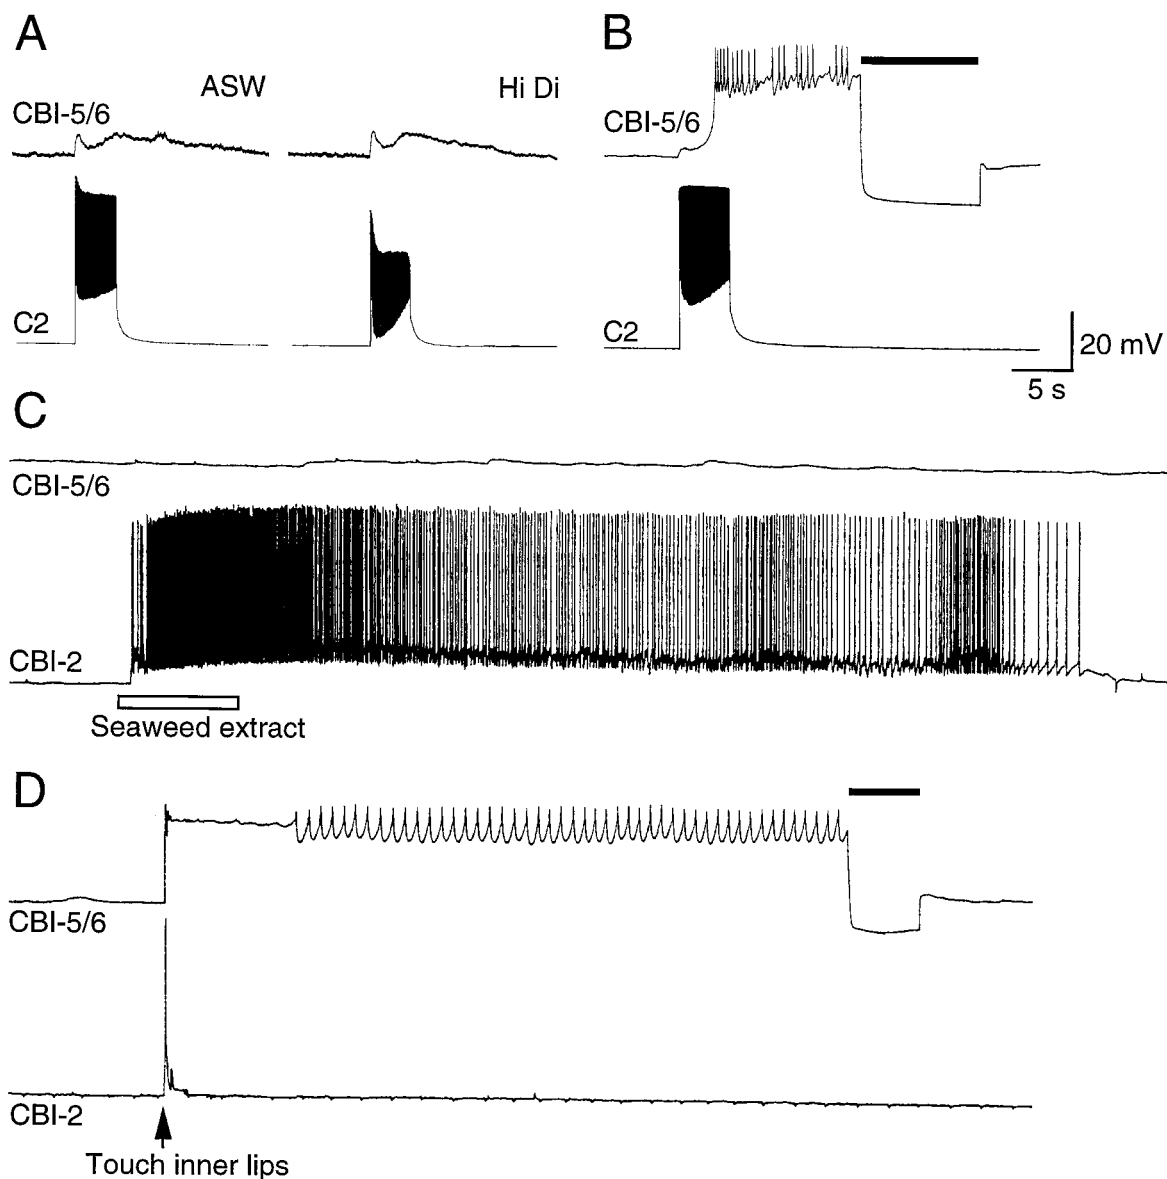 A
ASW
Hi Di
CBI-5/6
C2
B
CBI-5/6
C2
20 mV
5 s
C
CBI-5/6
CBI-2
Seaweed extract
D
CBI-5/6
CBI-2
Touch inner lips